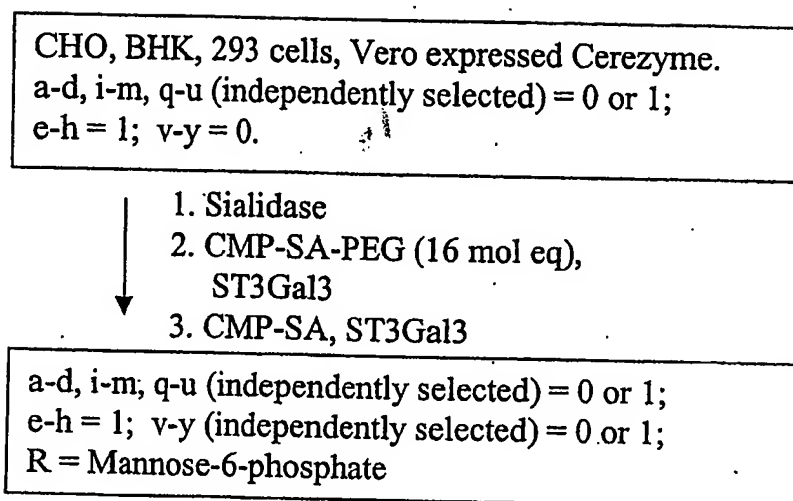 CHO, BHK, 293 cells, Vero expressed Cerezyme.
a-d, i-m, q-u (independently selected) = 0 or 1;
e-h = 1; v-y = 0.
1. Sialidase
2. CMP-SA-PEG (16 mol eq),
ST3Gal3
3. CMP-SA, ST3Gal3
a-d, i-m, q-u (independently selected) = 0 or 1;
e-h = 1; v-y (independently selected) = 0 or 1;
R = Mannose-6-phosphate